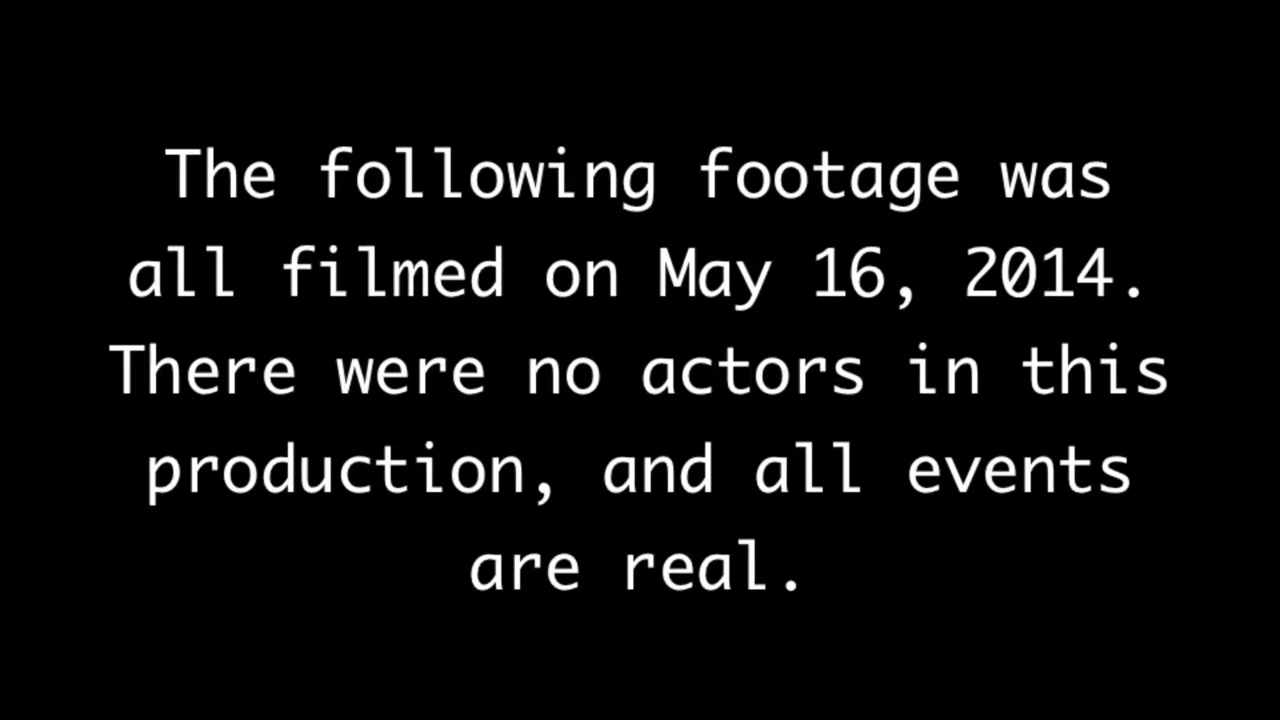 The following footage was
all filmed on May 16, 2014.
There were no actors in this
production, and all events
are real.